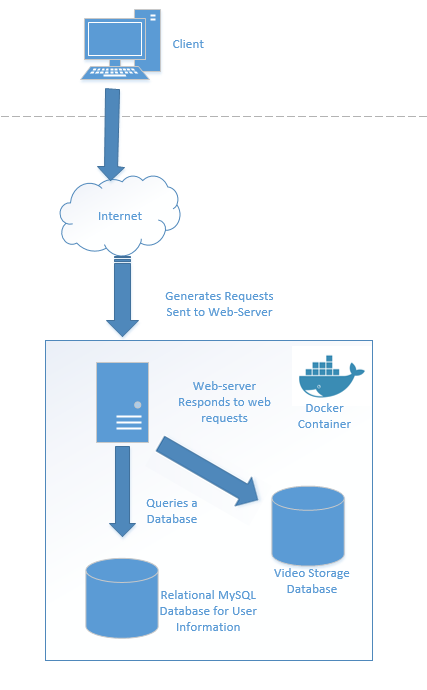 Client
Internet
Generates Requests
Sent to Web-Server
Web-server
Responds to web
requests
Docker
Container
Queries a
Database
Video Storage
Database
Relational MySQL
Database for User
Information